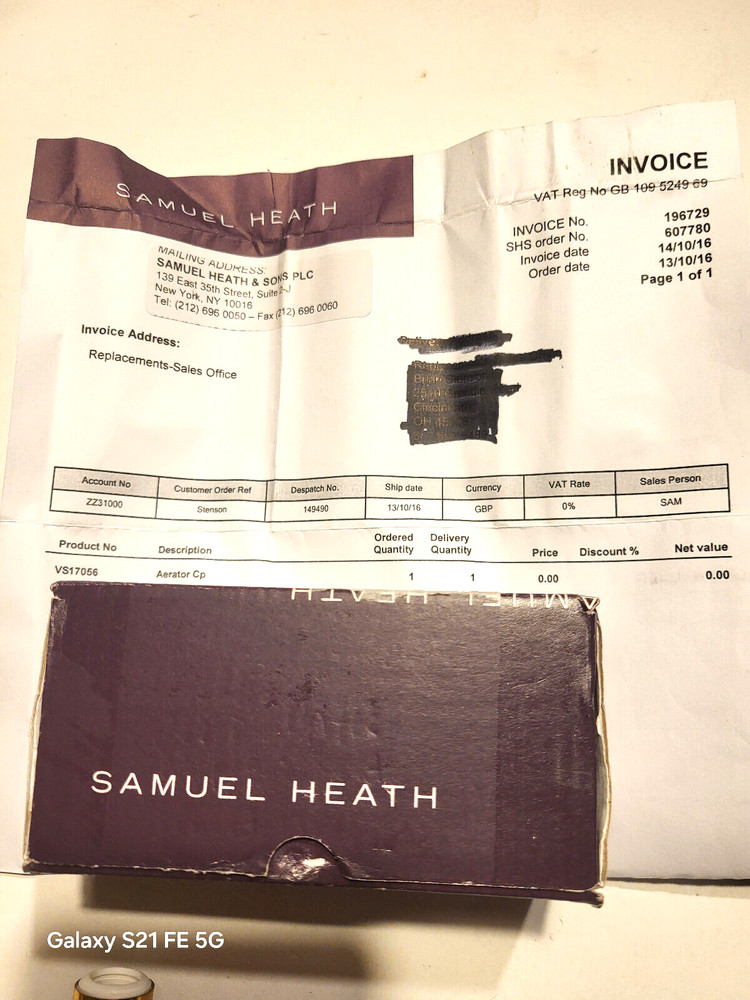 SAMUEL HEATH
INVOICE
VAT Reg No GB 109 5249 69
INVOICE No. 196729
SHS order No. 607780
Invoice date 14/10/16
Order date 13/10/16
Page 1 of 1
MAILING ADDRESS:
SAMUEL HEATH & SONS PLC
139 East 35th Street, Suite 2-J
New York, NY 10016
Tel: (212) 696 0050 – Fax (212) 696 0060
Invoice Address:
Replacements-Sales Office
Account No Customer Order Ref Despatch No. Ship date Currency VAT Rate Sales Person
ZZ31000 Stenson 149490 13/10/16 GBP 0% SAM
Product No Description Ordered Quantity Delivery Quantity Price Discount % Net value
VS17056 Aerator Cp 1 1 0.00 0.00
SAMUEL HEATH
SAMUEL HEATH
Galaxy S21 FE 5G